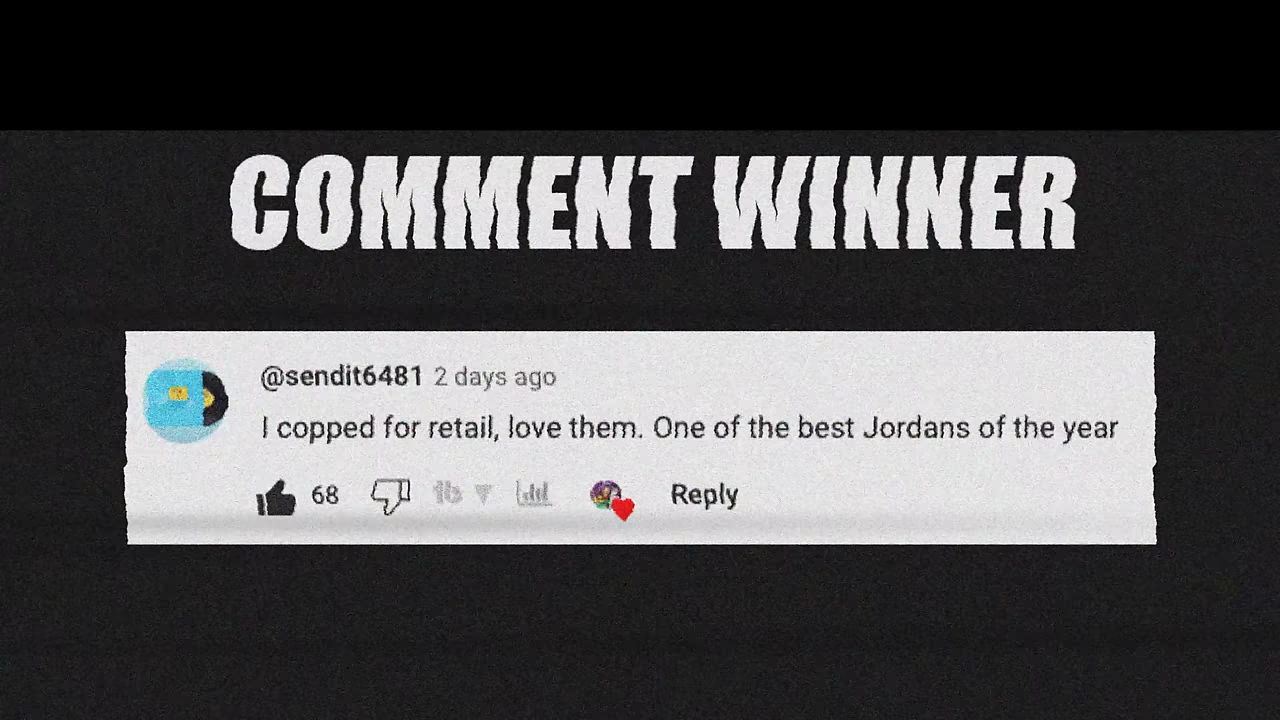 COMMENT WINNER
@sendit6481 2 days ago
I copped for retail, love them. One of the best Jordans of the year
68
Reply